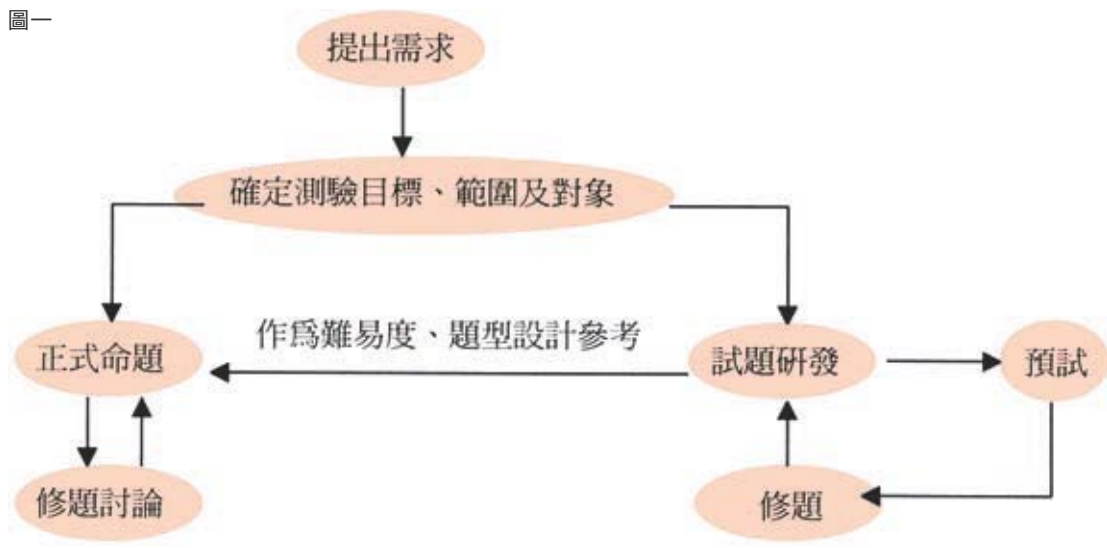 圖一
提出需求
確定測驗目標、範圍及對象
作爲難易度、題型設計參考
正式命題
試題研發
預試
修題討論
修題